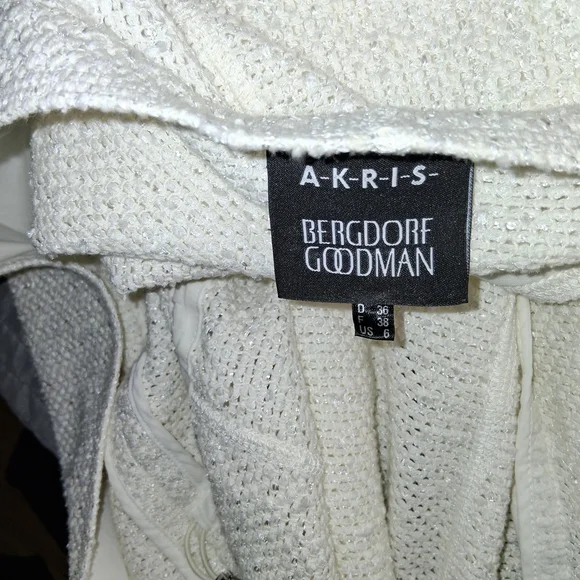 A-K-R-I-S-
BERGDORF
GOODMAN
D 36
F 38
US 6